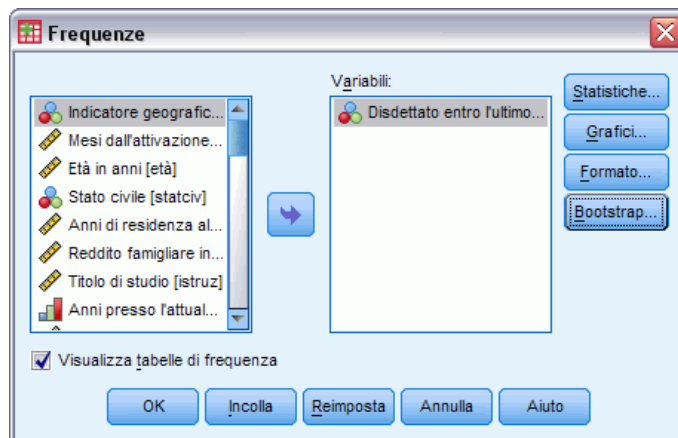 Frequenze
Variabili:
Indicatore geografic...
Mesi dall'attivazione...
Età in anni [età]
Stato civile [statciv]
Anni di residenza al...
Reddito famigliare in...
Titolo di studio [istruz]
Anni presso l'attual...
Disdettato entro l'ultimo...
Statistiche...
Grafici...
Formato...
Bootstrap...
Visualizza tabelle di frequenza
OK
Incolla
Reimposta
Annulla
Aiuto